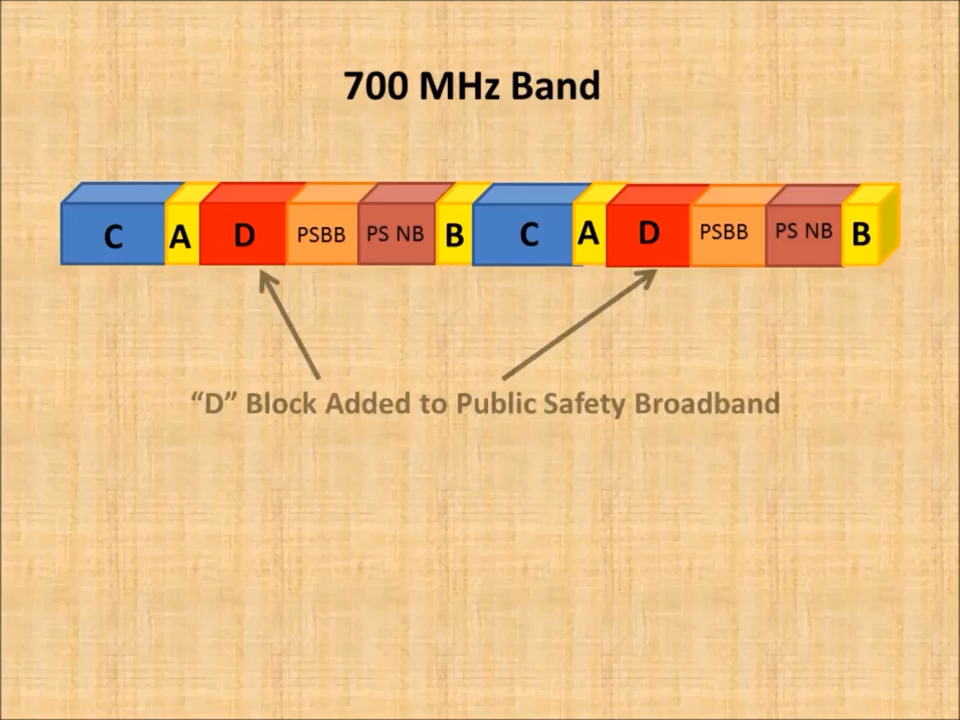 700 MHz Band
C A D PSBB PS NB B C A D PSBB PS NB B
“D” Block Added to Public Safety Broadband